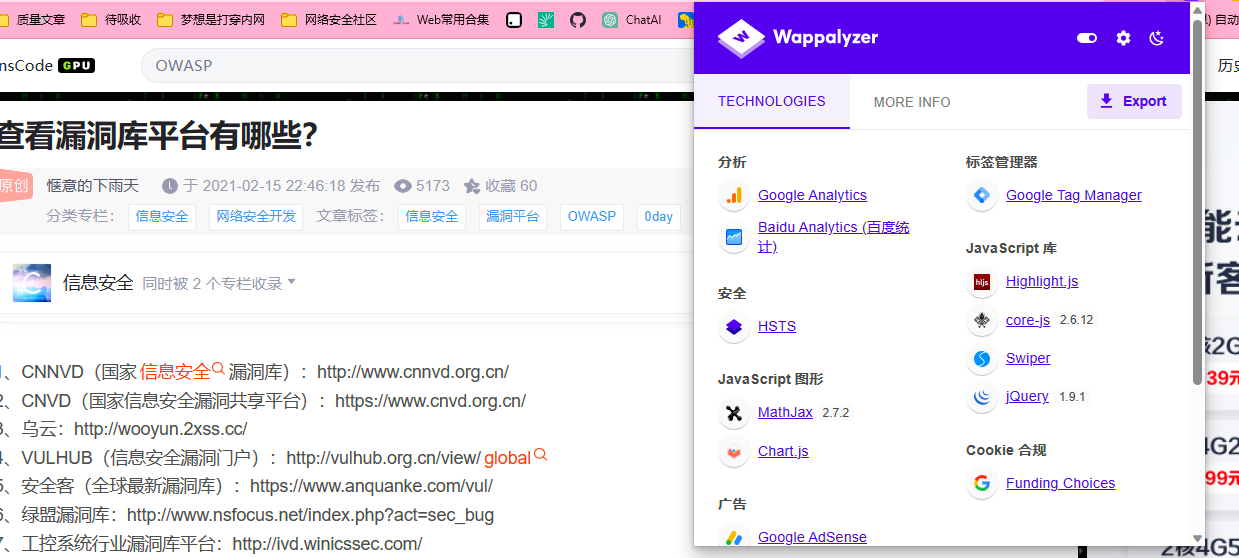 质量文章 待吸收 梦想是打穿内网 网络安全社区 Web常用合集 ChatAI
nsCode GPU
OWASP
查看漏洞库平台有哪些?
原创 惬意的下雨天 于 2021-02-15 22:46:18 发布 5173 收藏 60
分类专栏: 信息安全 网络安全开发 文章标签: 信息安全 漏洞平台 OWASP 0day
信息安全 同时被 2 个专栏收录
、CNNVD(国家 信息安全 漏洞库):http://www.cnnvd.org.cn/
2、CNVD(国家信息安全漏洞共享平台):https://www.cnvd.org.cn/
3、乌云:http://wooyun.2xss.cc/
4、VULHUB(信息安全漏洞门户):http://vulhub.org.cn/view/global
5、安全客(全球最新漏洞库):https://www.anquanke.com/vul/
6、绿盟漏洞库:http://www.nsfocus.net/index.php?act=sec_bug
7、工控系统行业漏洞库平台:http://ivd.winicssec.com/
Wappalyzer
TECHNOLOGIES MORE INFO Export
分析
Google Analytics
Baidu Analytics (百度统
计)
安全
HSTS
JavaScript 图形
MathJax 2.7.2
Chart.js
广告
Google AdSense
标签管理器
Google Tag Manager
JavaScript 库
Highlight.js
core-js 2.6.12
Swiper
jQuery 1.9.1
Cookie 合规
Funding Choices
自动
历史
能
新客
核2G
39元
4G2
99元
2核4G5